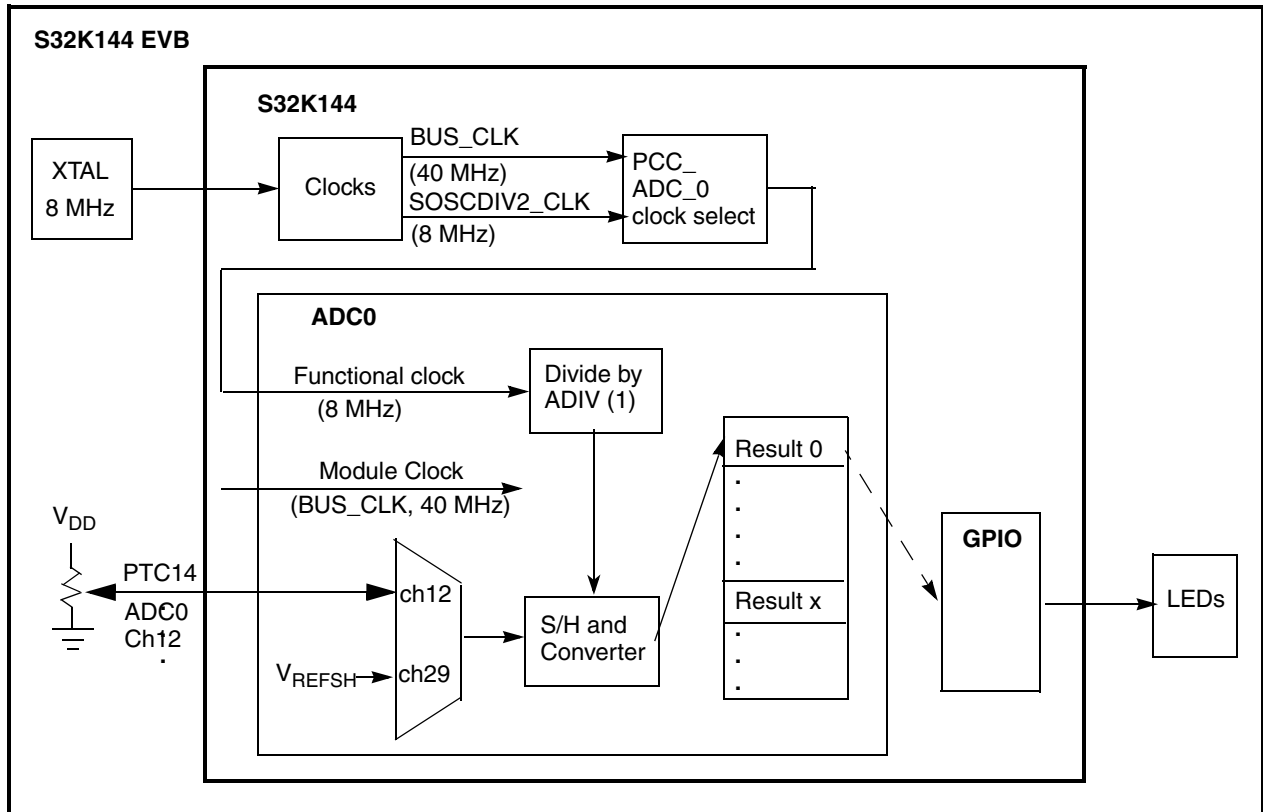 S32K144 EVB
S32K144
XTAL
8 MHz
Clocks
BUS_CLK
(40 MHz)
SOSCDIV2_CLK
(8 MHz)
PCC_
ADC_0
clock select
ADC0
Functional clock
(8 MHz)
Divide by
ADIV (1)
Module Clock
(BUS_CLK, 40 MHz)
VDD
PTC14
ADC0
Ch12
ch12
VREFSH
ch29
S/H and
Converter
Result 0
Result x
GPIO
LEDs